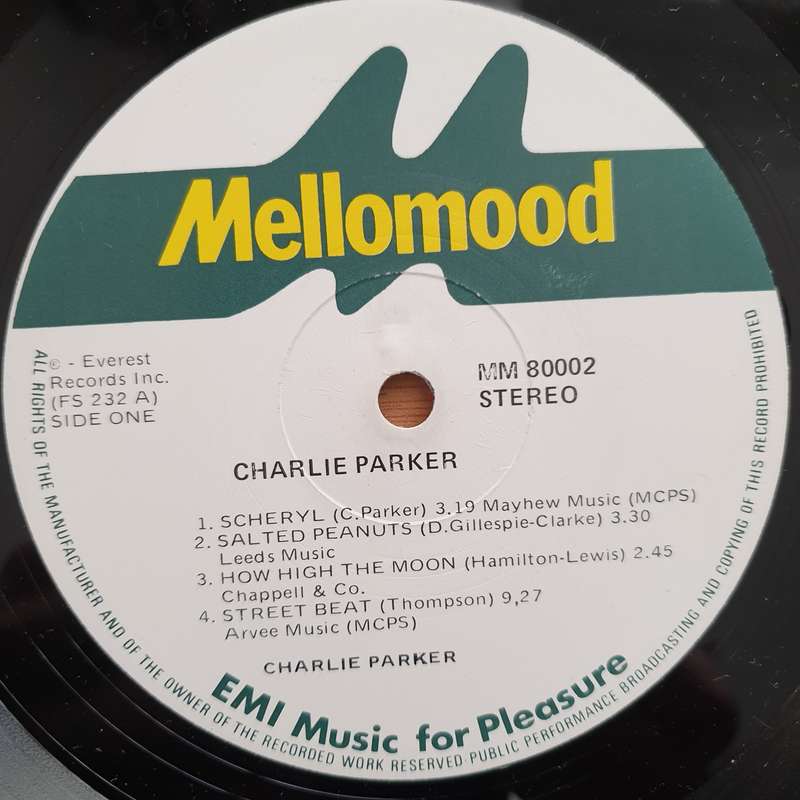 Mellomood
℗ - Everest
Records Inc.
(FS 232 A)
SIDE ONE
MM 80002
STEREO
CHARLIE PARKER
1. SCHERYL (C.Parker) 3.19 Mayhew Music (MCPS)
2. SALTED PEANUTS (D.Gillespie-Clarke) 3.30
Leeds Music
3. HOW HIGH THE MOON (Hamilton-Lewis) 2.45
Chappell & Co.
4. STREET BEAT (Thompson) 9,27
Arvee Music (MCPS)
CHARLIE PARKER
EMI Music for Pleasure
ALL RIGHTS OF THE MANUFACTURER AND OF THE OWNER OF THE RECORDED WORK RESERVED·PUBLIC PERFORMANCE BROADCASTING AND COPYING OF THIS RECORD PROHIBITED